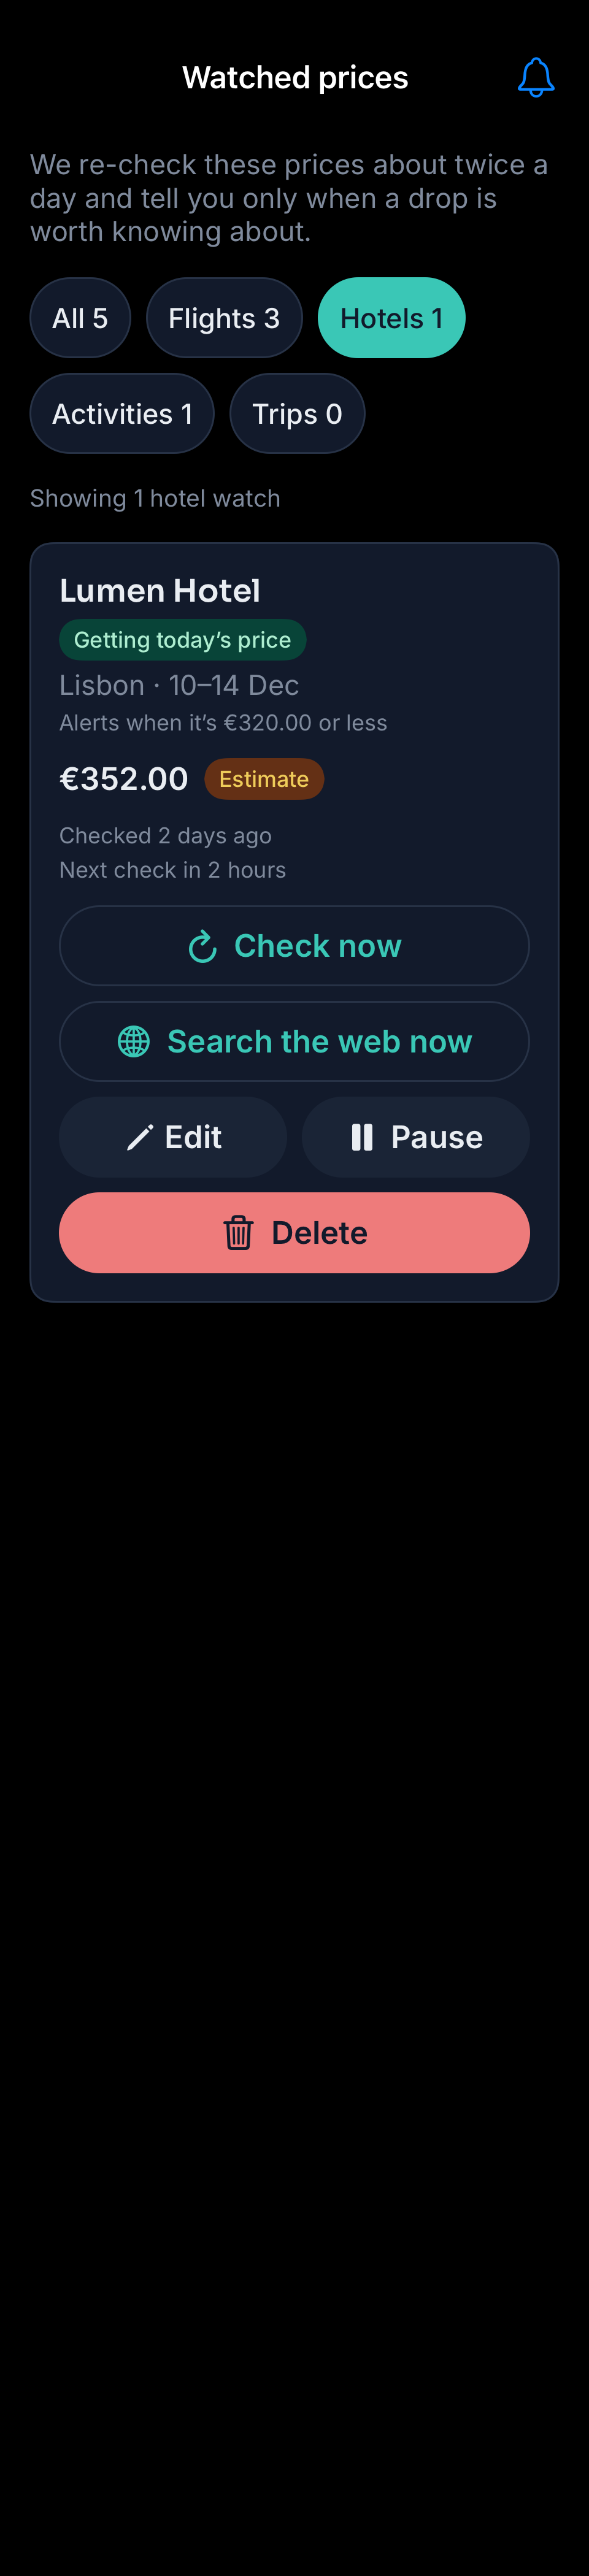 Watched prices
We re-check these prices about twice a
day and tell you only when a drop is
worth knowing about.
All 5
Flights 3
Hotels 1
Activities 1
Trips 0
Showing 1 hotel watch
Lumen Hotel
Getting today’s price
Lisbon · 10–14 Dec
Alerts when it’s €320.00 or less
€352.00
Estimate
Checked 2 days ago
Next check in 2 hours
Check now
Search the web now
Edit
Pause
Delete